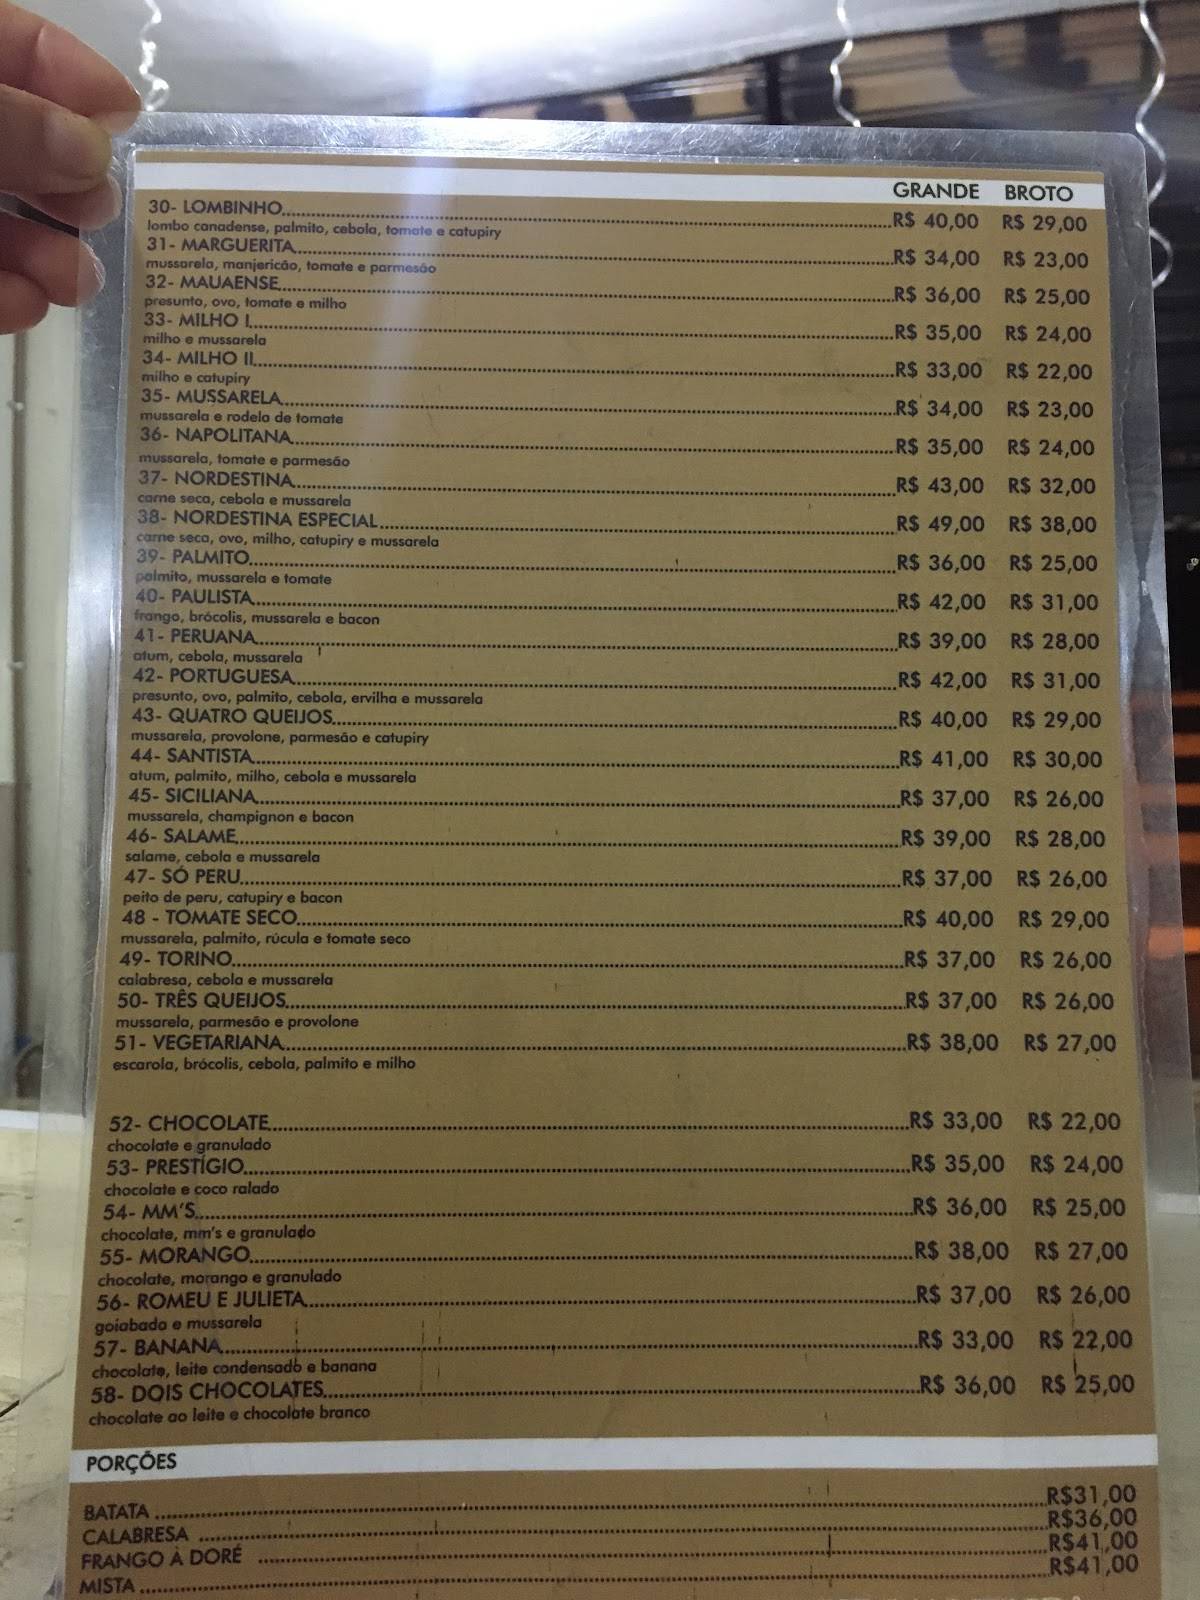 GRANDE BROTO
30- LOMBINHO R$ 40,00 R$ 29,00
lombo canadense, palmito, cebola, tomate e catupiry
31- MARGUERITA R$ 34,00 R$ 23,00
mussarela, manjericão, tomate e parmesão
32- MAUAENSE R$ 36,00 R$ 25,00
presunto, ovo, tomate e milho
33- MILHO I R$ 35,00 R$ 24,00
milho e mussarela
34- MILHO II R$ 33,00 R$ 22,00
milho e catupiry
35- MUSSARELA R$ 34,00 R$ 23,00
mussarela e rodela de tomate
36- NAPOLITANA R$ 35,00 R$ 24,00
mussarela, tomate e parmesão
37- NORDESTINA R$ 43,00 R$ 32,00
carne seca, cebola e mussarela
38- NORDESTINA ESPECIAL R$ 49,00 R$ 38,00
carne seca, ovo, milho, catupiry e mussarela
39- PALMITO R$ 36,00 R$ 25,00
palmito, mussarela e tomate
40- PAULISTA R$ 42,00 R$ 31,00
frango, brócolis, mussarela e bacon
41- PERUANA R$ 39,00 R$ 28,00
atum, cebola, mussarela
42- PORTUGUESA R$ 42,00 R$ 31,00
presunto, ovo, palmito, cebola, ervilha e mussarela
43- QUATRO QUEIJOS R$ 40,00 R$ 29,00
mussarela, provolone, parmesão e catupiry
44- SANTISTA R$ 41,00 R$ 30,00
atum, palmito, milho, cebola e mussarela
45- SICILIANA R$ 37,00 R$ 26,00
mussarela, champignon e bacon
46- SALAME R$ 39,00 R$ 28,00
salame, cebola e mussarela
47- SÓ PERU R$ 37,00 R$ 26,00
peito de peru, catupiry e bacon
48 - TOMATE SECO R$ 40,00 R$ 29,00
mussarela, palmito, rúcula e tomate seco
49- TORINO R$ 37,00 R$ 26,00
calabresa, cebola e mussarela
50- TRÊS QUEIJOS R$ 37,00 R$ 26,00
mussarela, parmesão e provolone
51- VEGETARIANA R$ 38,00 R$ 27,00
escarola, brócolis, cebola, palmito e milho
52- CHOCOLATE R$ 33,00 R$ 22,00
chocolate e granulado
53- PRESTÍGIO R$ 35,00 R$ 24,00
chocolate e coco ralado
54- MM'S R$ 36,00 R$ 25,00
chocolate, mm's e granulado
55- MORANGO R$ 38,00 R$ 27,00
chocolate, morango e granulado
56- ROMEU E JULIETA R$ 37,00 R$ 26,00
goiabada e mussarela
57- BANANA R$ 33,00 R$ 22,00
chocolate, leite condensado e banana
58- DOIS CHOCOLATES R$ 36,00 R$ 25,00
chocolate ao leite e chocolate branco
PORÇÕES
BATATA R$31,00
CALABRESA R$36,00
FRANGO À DORÉ R$41,00
MISTA R$41,00